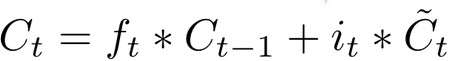 C_t = f_t * C_{t-1} + i_t * \tilde{C}_t